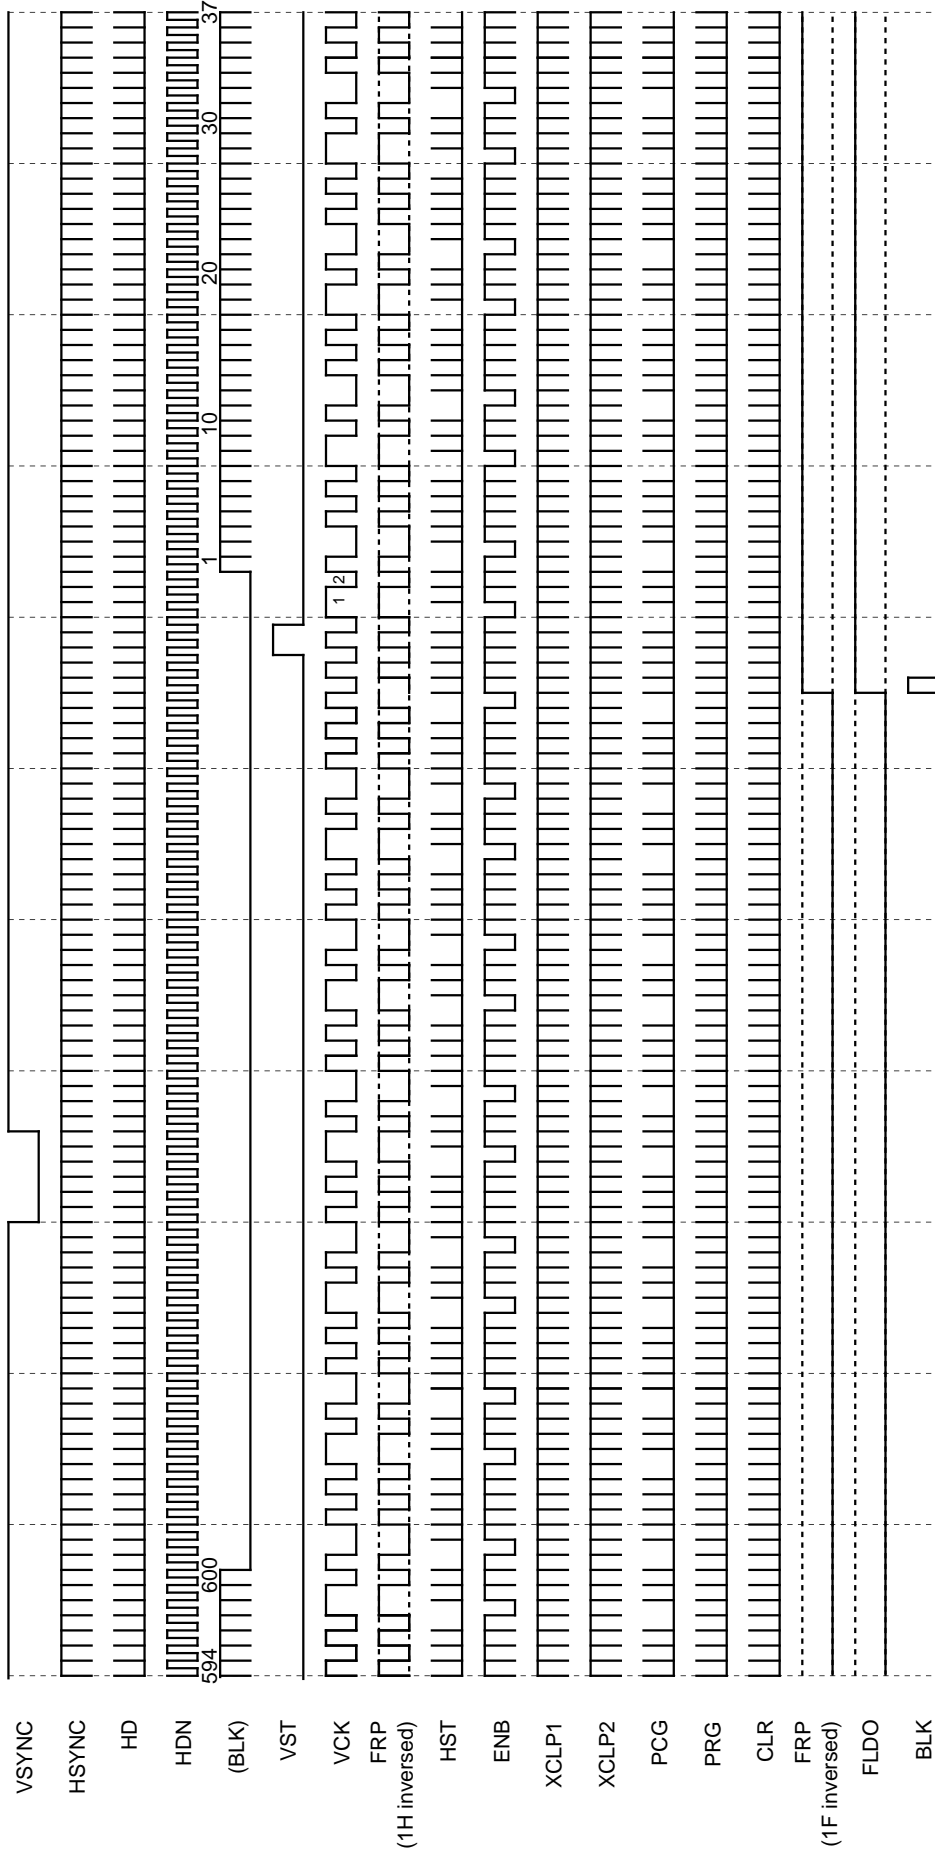 VSYNC
HSYNC
HD
HDN
(BLK)
594
600
1
10
20
30
37
VST
VCK
1 2
FRP
(1H inversed)
HST
ENB
XCLP1
XCLP2
PCG
PRG
CLR
FRP
(1F inversed)
FLDO
BLK